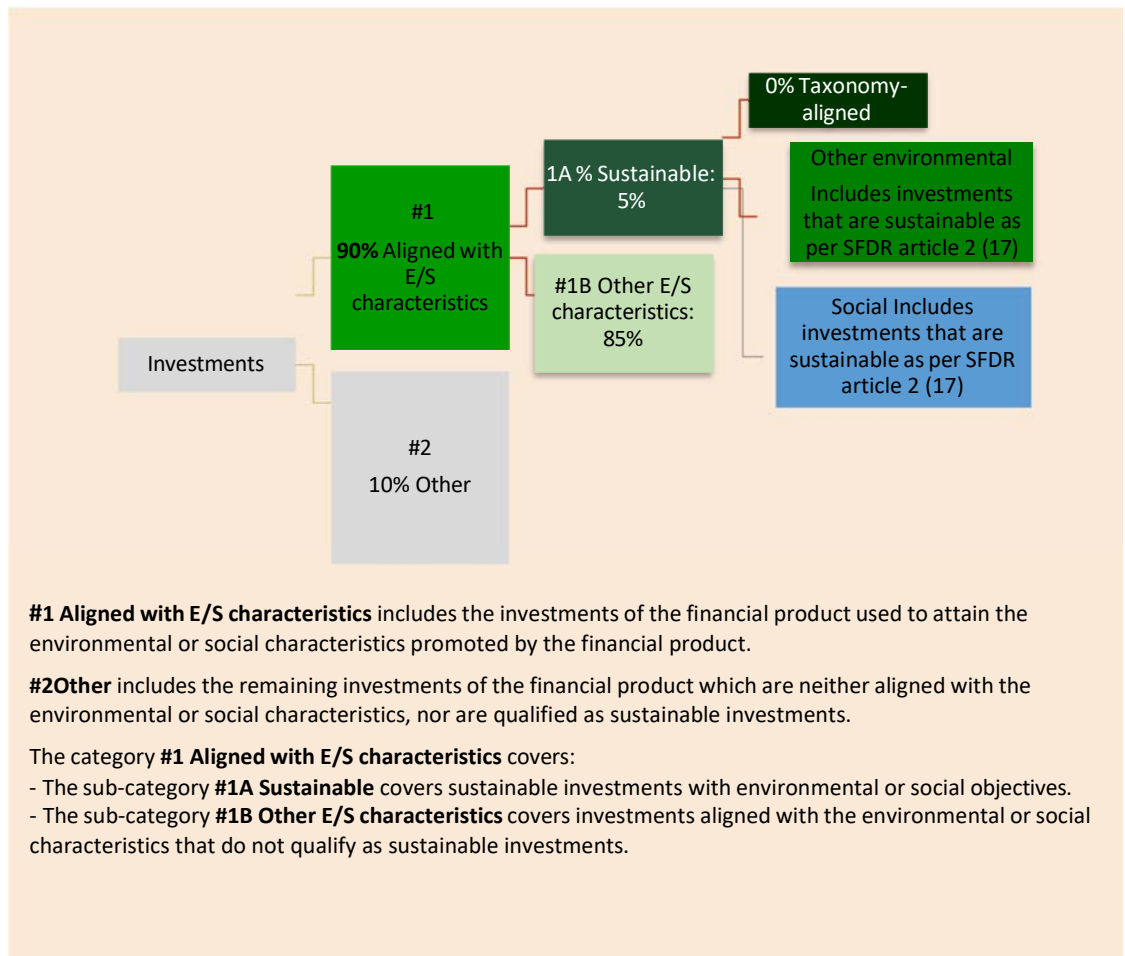 0% Taxonomy-
aligned
Other environmental
Includes investments
that are sustainable as
per SFDR article 2 (17)
1A % Sustainable:
5%
#1
90% Aligned with
E/S
characteristics
#1B Other E/S
characteristics:
85%
Social Includes
investments that are
sustainable as per SFDR
article 2 (17)
Investments
#2
10% Other
#1 Aligned with E/S characteristics includes the investments of the financial product used to attain the
environmental or social characteristics promoted by the financial product.
#2Other includes the remaining investments of the financial product which are neither aligned with the
environmental or social characteristics, nor are qualified as sustainable investments.
The category #1 Aligned with E/S characteristics covers:
- The sub-category #1A Sustainable covers sustainable investments with environmental or social objectives.
- The sub-category #1B Other E/S characteristics covers investments aligned with the environmental or social
characteristics that do not qualify as sustainable investments.